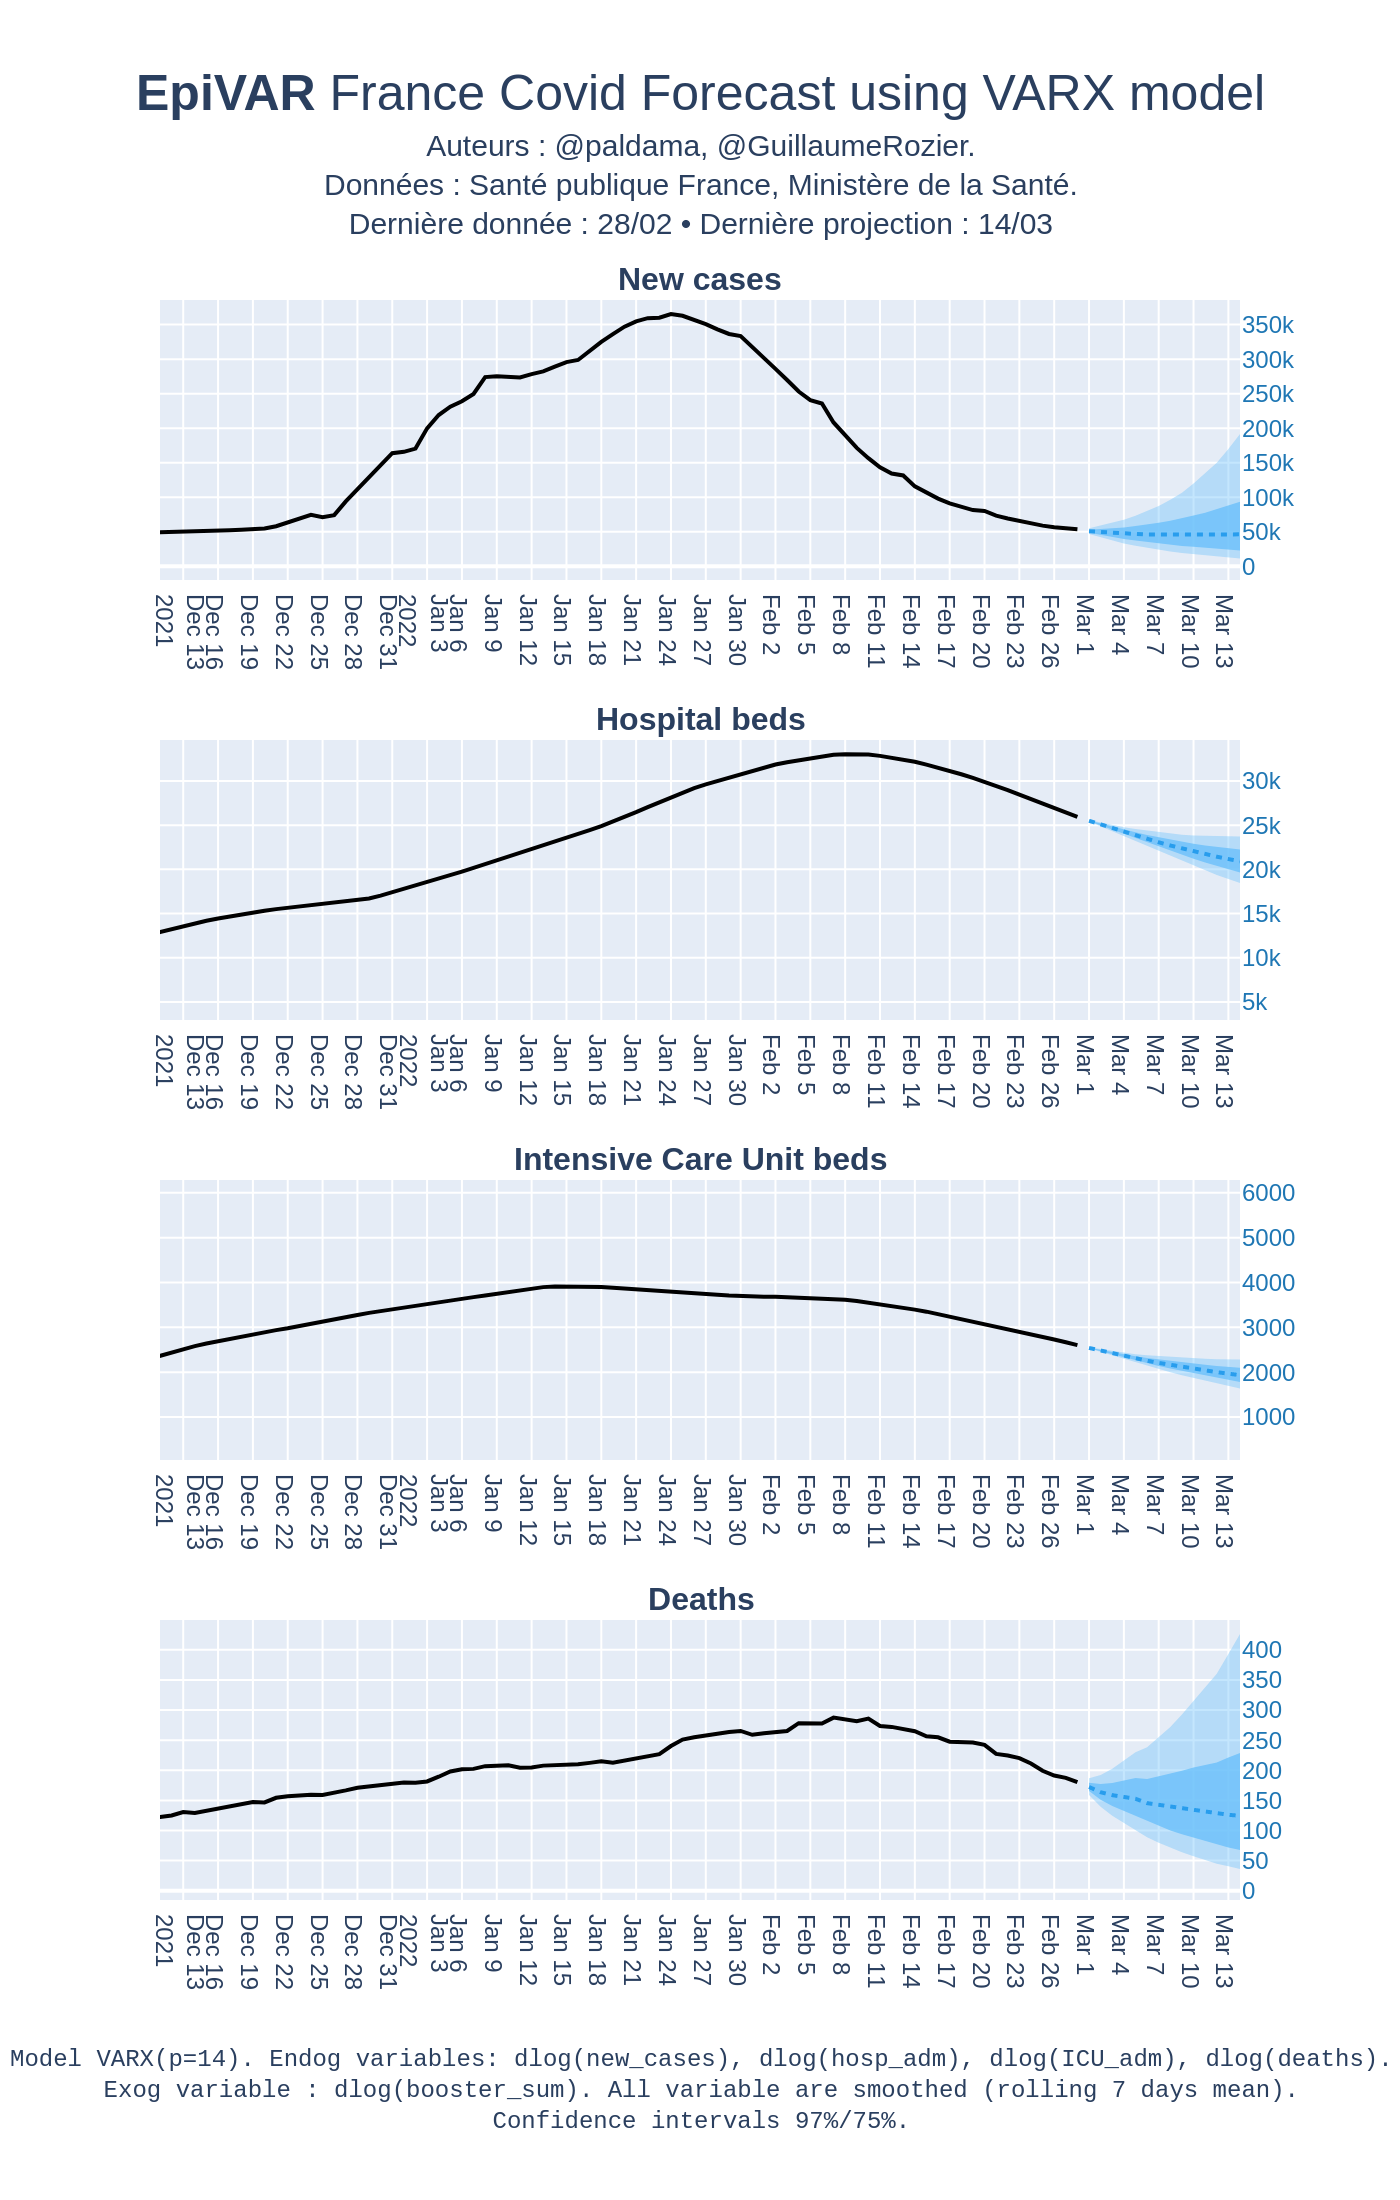 EpiVAR France Covid Forecast using VARX model
Auteurs : @paldama, @GuillaumeRozier.
Données : Santé publique France, Ministère de la Santé.
Dernière donnée : 28/02 • Dernière projection : 14/03
New cases
350k
300k
250k
200k
150k
100k
50k
0
2021 Dec 13 Dec 16 Dec 19 Dec 22 Dec 25 Dec 28 Dec 31 2022 Jan 3 Jan 6 Jan 9 Jan 12 Jan 15 Jan 18 Jan 21 Jan 24 Jan 27 Jan 30 Feb 2 Feb 5 Feb 8 Feb 11 Feb 14 Feb 17 Feb 20 Feb 23 Feb 26 Mar 1 Mar 4 Mar 7 Mar 10 Mar 13
Hospital beds
30k
25k
20k
15k
10k
5k
2021 Dec 13 Dec 16 Dec 19 Dec 22 Dec 25 Dec 28 Dec 31 2022 Jan 3 Jan 6 Jan 9 Jan 12 Jan 15 Jan 18 Jan 21 Jan 24 Jan 27 Jan 30 Feb 2 Feb 5 Feb 8 Feb 11 Feb 14 Feb 17 Feb 20 Feb 23 Feb 26 Mar 1 Mar 4 Mar 7 Mar 10 Mar 13
Intensive Care Unit beds
6000
5000
4000
3000
2000
1000
2021 Dec 13 Dec 16 Dec 19 Dec 22 Dec 25 Dec 28 Dec 31 2022 Jan 3 Jan 6 Jan 9 Jan 12 Jan 15 Jan 18 Jan 21 Jan 24 Jan 27 Jan 30 Feb 2 Feb 5 Feb 8 Feb 11 Feb 14 Feb 17 Feb 20 Feb 23 Feb 26 Mar 1 Mar 4 Mar 7 Mar 10 Mar 13
Deaths
400
350
300
250
200
150
100
50
0
2021 Dec 13 Dec 16 Dec 19 Dec 22 Dec 25 Dec 28 Dec 31 2022 Jan 3 Jan 6 Jan 9 Jan 12 Jan 15 Jan 18 Jan 21 Jan 24 Jan 27 Jan 30 Feb 2 Feb 5 Feb 8 Feb 11 Feb 14 Feb 17 Feb 20 Feb 23 Feb 26 Mar 1 Mar 4 Mar 7 Mar 10 Mar 13
Model VARX(p=14). Endog variables: dlog(new_cases), dlog(hosp_adm), dlog(ICU_adm), dlog(deaths).
Exog variable : dlog(booster_sum). All variable are smoothed (rolling 7 days mean).
Confidence intervals 97%/75%.